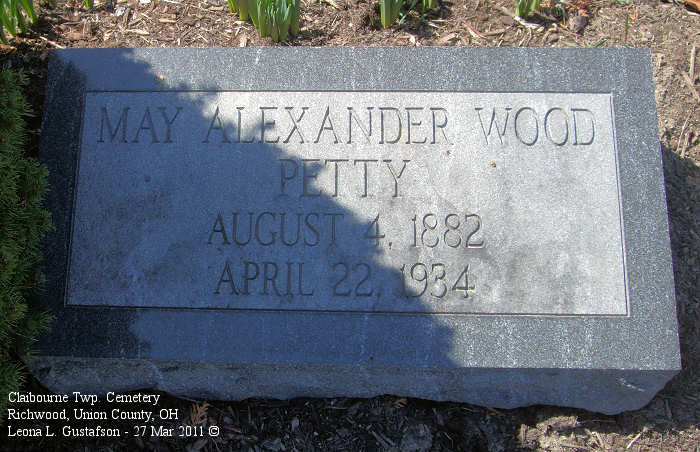 MAY ALEXANDER WOOD
PETTY
AUGUST 4, 1882
APRIL 22, 1934
Claibourne Twp. Cemetery
Richwood, Union County, OH
Leona L. Gustafson - 27 Mar 2011 ©